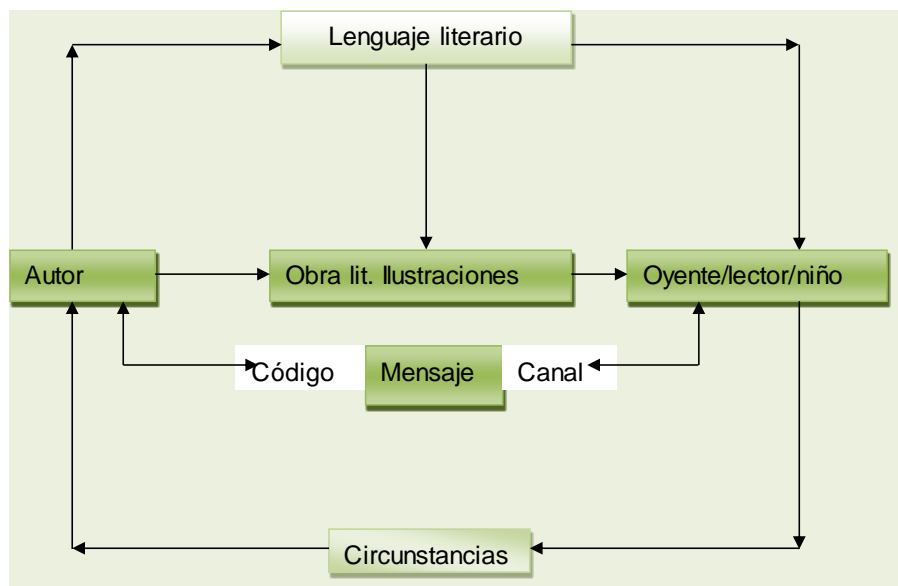 Lenguaje literario
Autor
Obra lit. Ilustraciones
Oyente/lector/niño
Código
Mensaje
Canal
Circunstancias